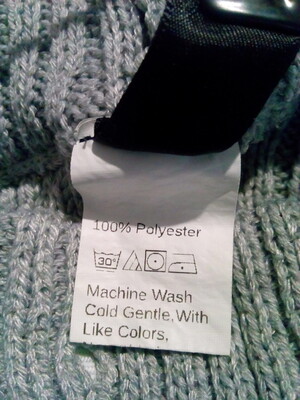 100% Polyester
30°
Machine Wash
Cold Gentle,With
Like Colors,